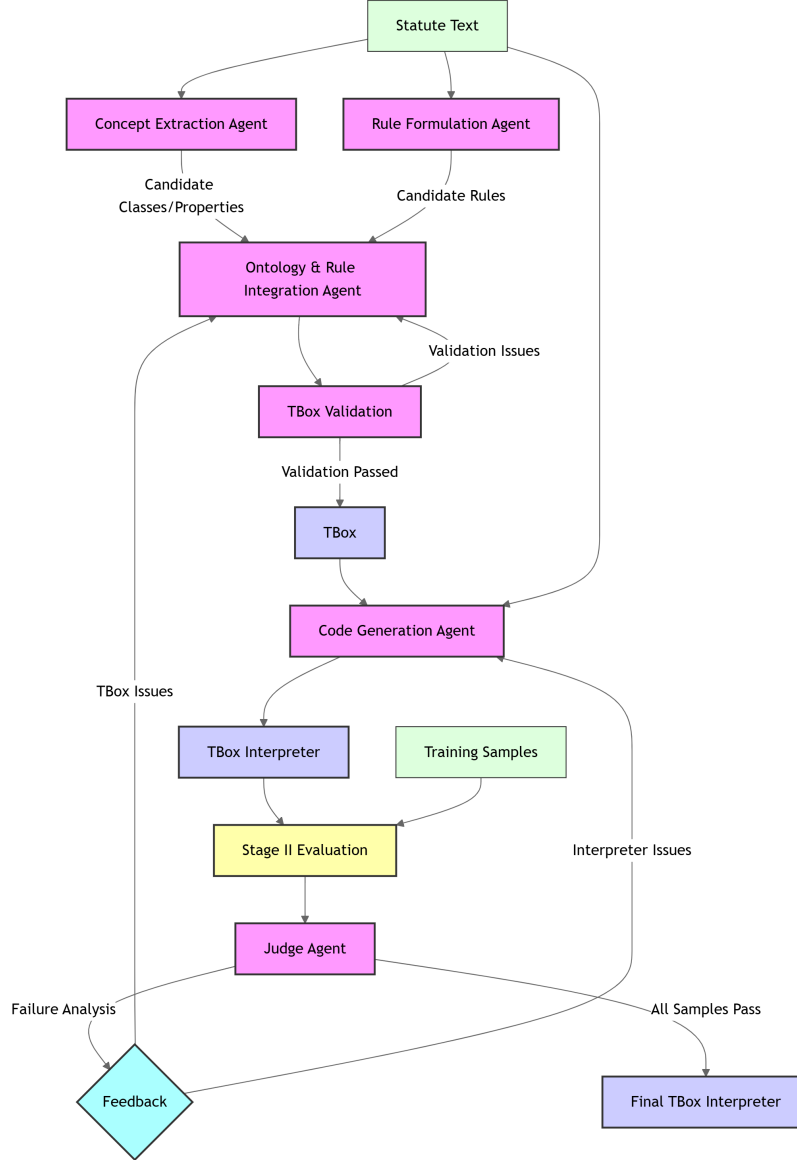 Statute Text
Concept Extraction Agent
Rule Formulation Agent
Candidate
Classes/Properties
Candidate Rules
Ontology & Rule
Integration Agent
Validation Issues
TBox Validation
Validation Passed
TBox
Code Generation Agent
TBox Issues
TBox Interpreter
Training Samples
Stage II Evaluation
Interpreter Issues
Judge Agent
Failure Analysis
All Samples Pass
Feedback
Final TBox Interpreter